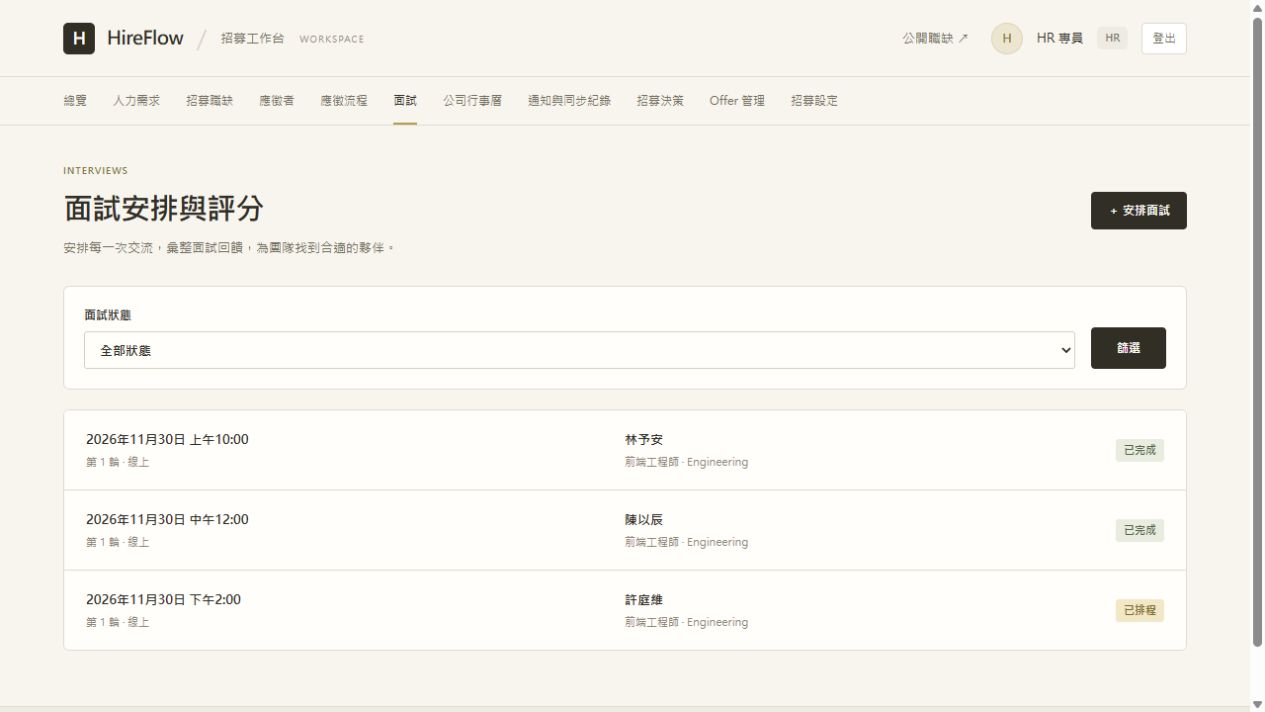 H HireFlow / 招募工作台 WORKSPACE 公開職缺 ↗ H HR 專員 HR 登出
總覽 人力需求 招募職缺 應徵者 應徵流程 面試 公司行事曆 通知與同步紀錄 招募決策 Offer 管理 招募設定
INTERVIEWS
面試安排與評分
+ 安排面試
安排每一次交流，彙整面試回饋，為團隊找到合適的夥伴。
面試狀態
全部狀態 篩選
2026年11月30日 上午10:00 林予安 已完成
第 1 輪 · 線上 前端工程師 · Engineering
2026年11月30日 中午12:00 陳以辰 已完成
第 1 輪 · 線上 前端工程師 · Engineering
2026年11月30日 下午2:00 許庭維 已排程
第 1 輪 · 線上 前端工程師 · Engineering